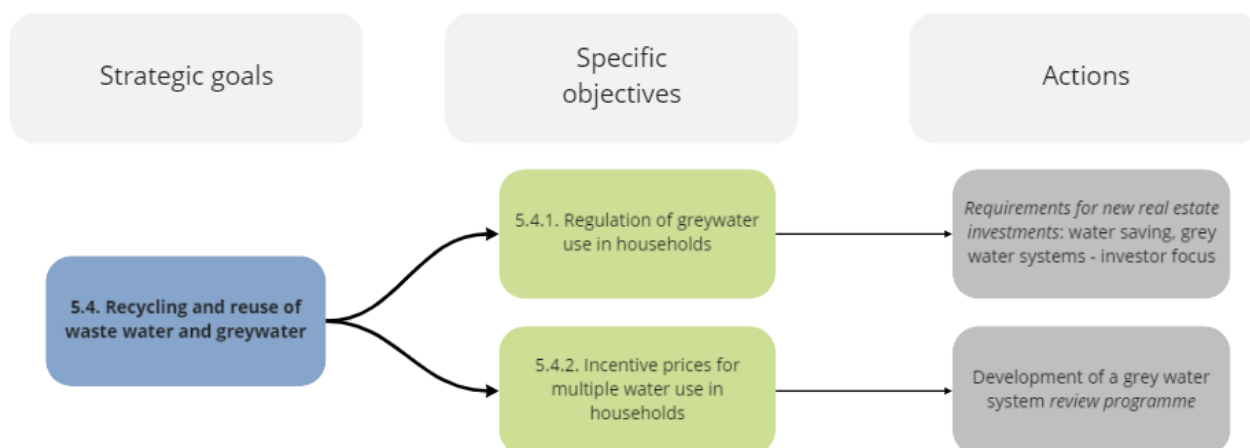 Strategic goals
Specific
objectives
Actions
5.4. Recycling and reuse of
waste water and greywater
5.4.1. Regulation of greywater
use in households
Requirements for new real estate
investments: water saving, grey
water systems - investor focus
5.4.2. Incentive prices for
multiple water use in
households
Development of a grey water
system review programme